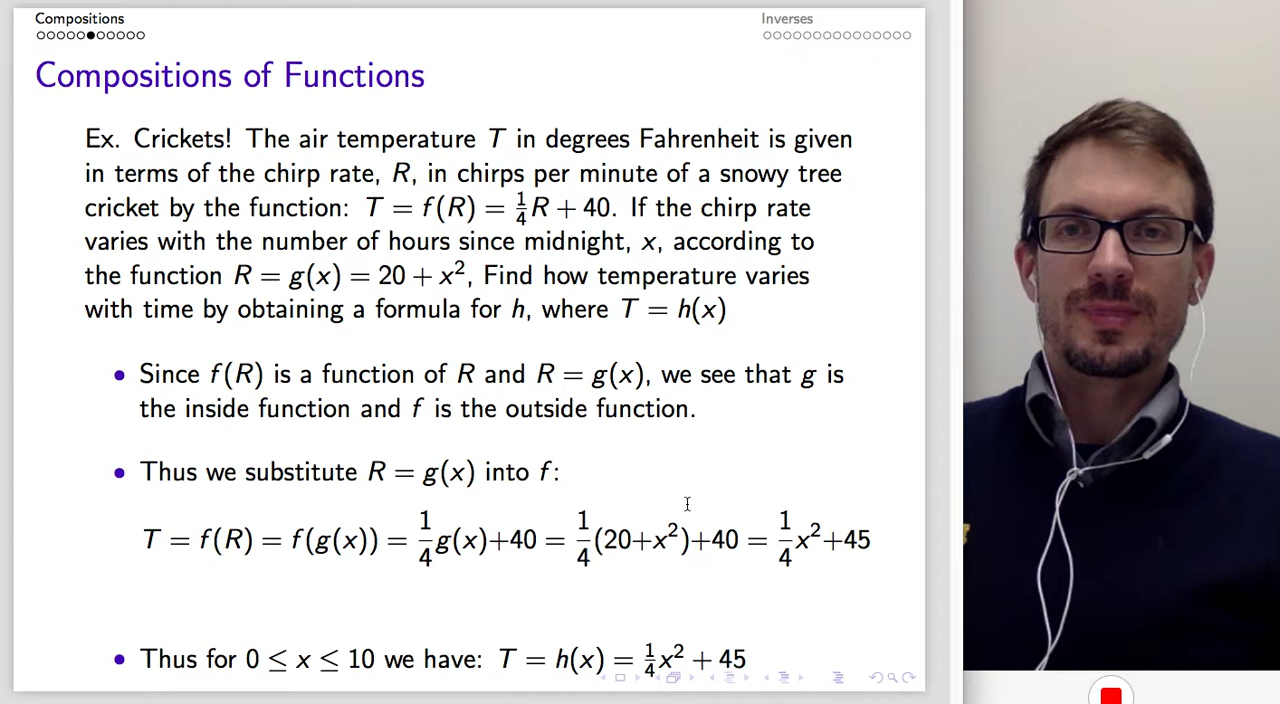 Compositions
Inverses
Compositions of Functions
Ex. Crickets! The air temperature T in degrees Fahrenheit is given
in terms of the chirp rate, R, in chirps per minute of a snowy tree
cricket by the function: T = f(R) = 1/4 R + 40. If the chirp rate
varies with the number of hours since midnight, x, according to
the function R = g(x) = 20 + x², Find how temperature varies
with time by obtaining a formula for h, where T = h(x)
• Since f(R) is a function of R and R = g(x), we see that g is
the inside function and f is the outside function.
• Thus we substitute R = g(x) into f:
T = f(R) = f(g(x)) = 1/4 g(x)+40 = 1/4 (20+x²)+40 = 1/4 x²+45
• Thus for 0 ≤ x ≤ 10 we have: T = h(x) = 1/4 x² + 45